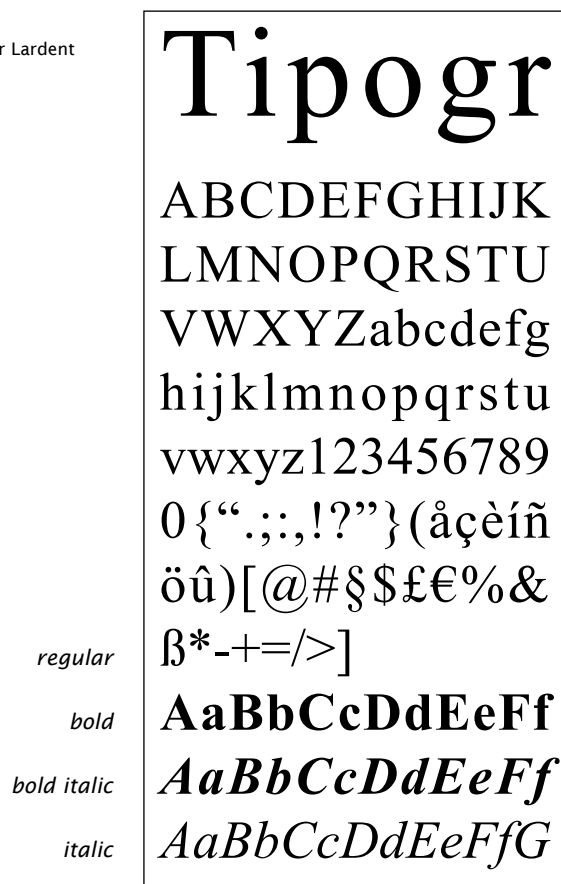 r Lardent
Tipogr
ABCDEFGHIJK
LMNOPQRSTU
VWXYZabcdefg
hijklmnopqrstu
vwxyz123456789
0{“.;:,!?”}(åçèíñ
öû)[@#§$£€%&
regular ß*-+=/>]
bold AaBbCcDdEeFf
bold italic AaBbCcDdEeFf
italic AaBbCcDdEeFfG